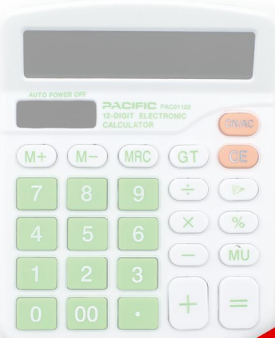 AUTO POWER OFF
PACIFIC PAC01122
12-DIGIT ELECTRONIC
CALCULATOR
ON/AC
M+ M− MRC GT CE
7 8 9 ÷
4 5 6 × %
1 2 3 − MU
0 00 . + =